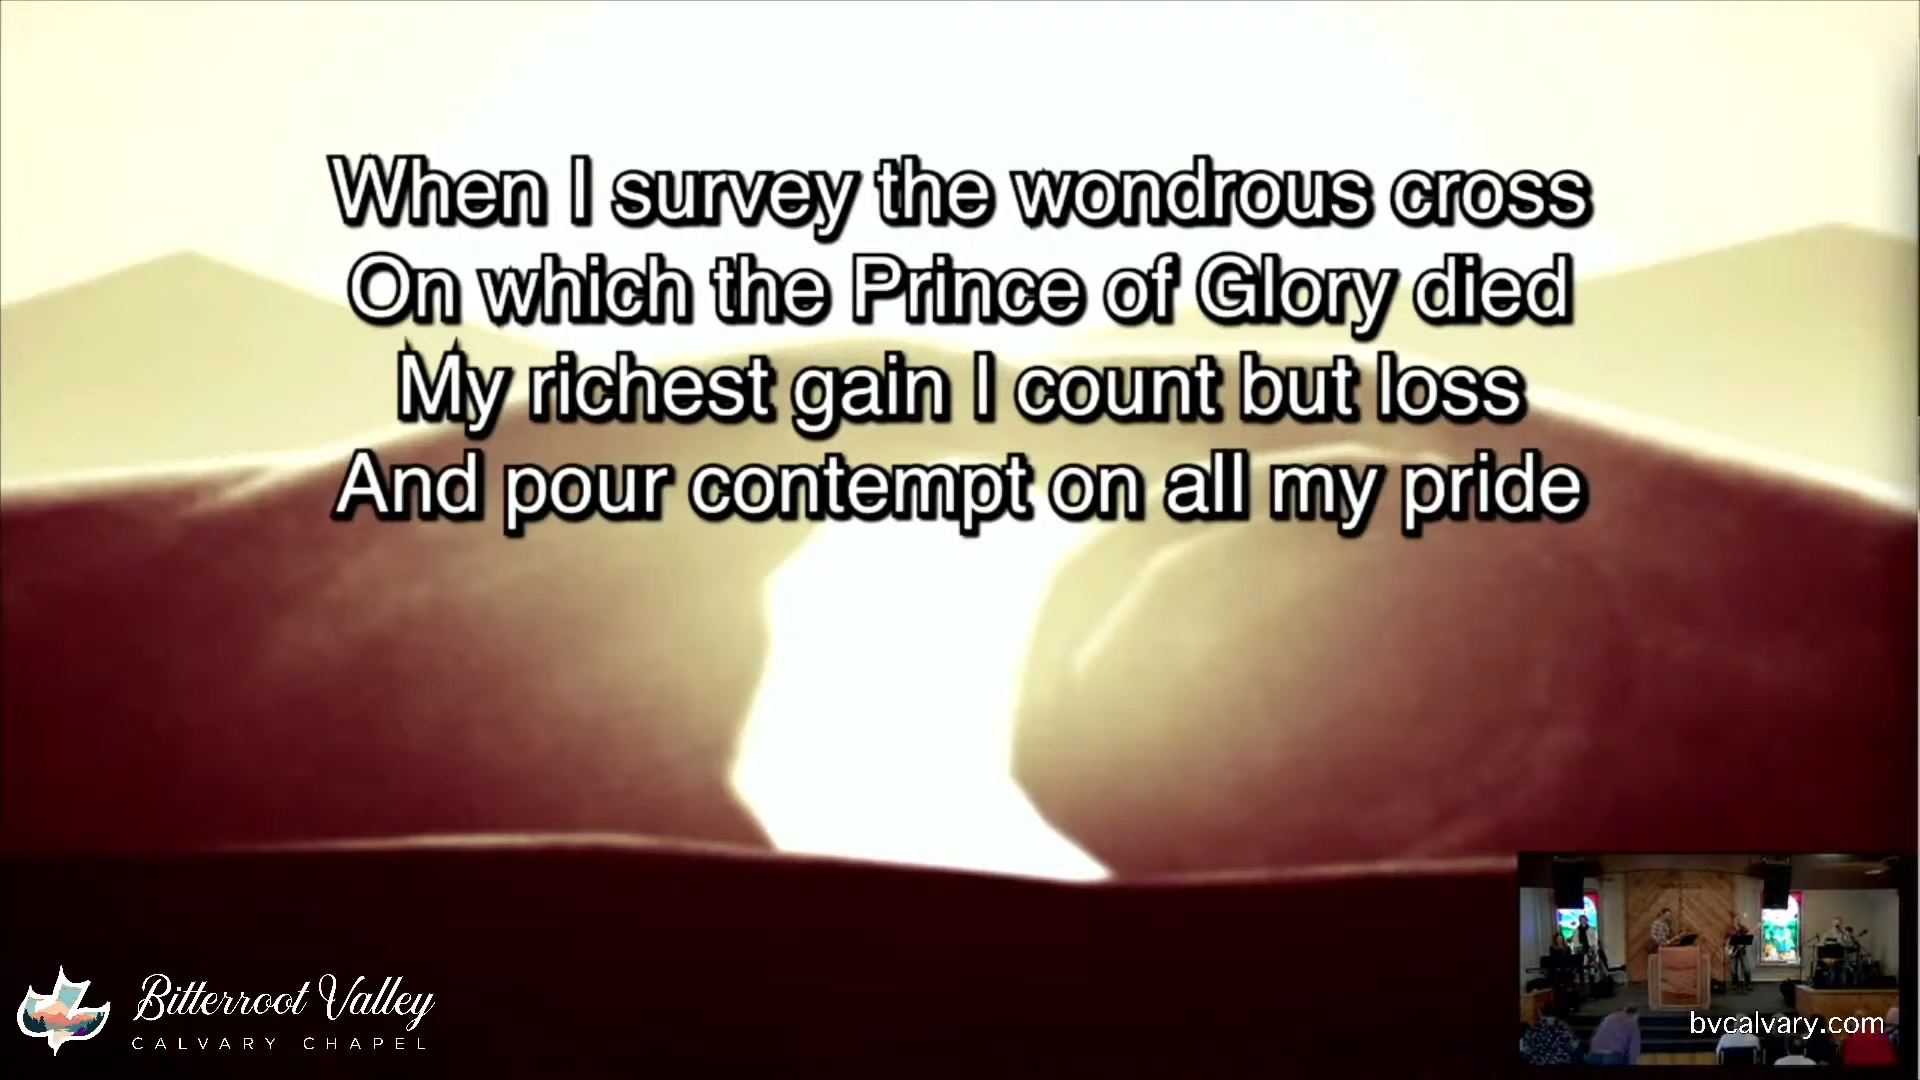 When I survey the wondrous cross
On which the Prince of Glory died
My richest gain I count but loss
And pour contempt on all my pride
Bitterroot Valley
CALVARY CHAPEL
bvcalvary.com